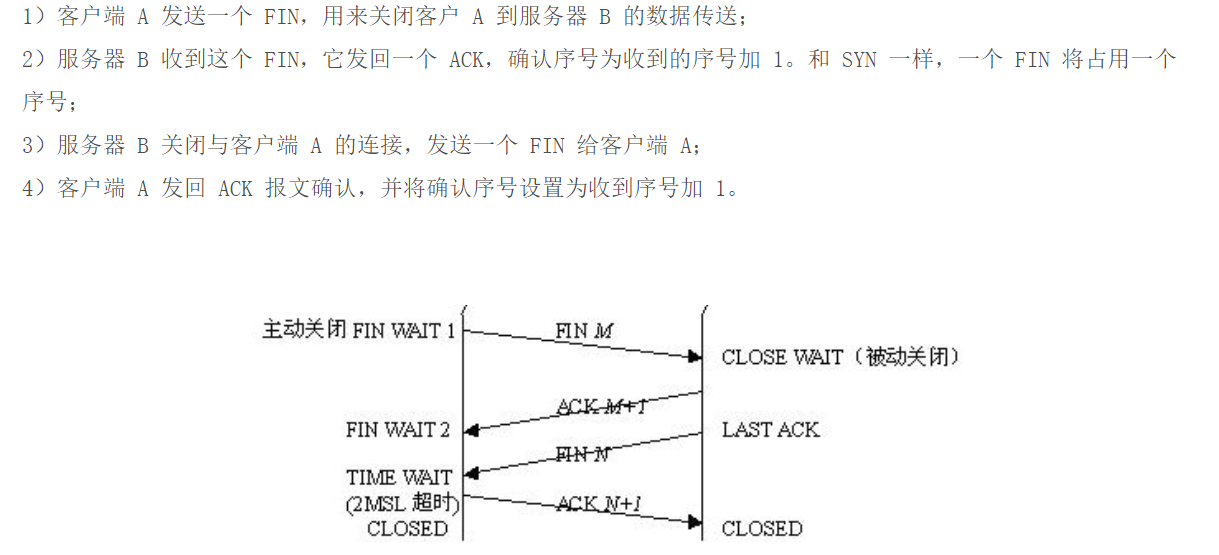 1）客户端 A 发送一个 FIN，用来关闭客户 A 到服务器 B 的数据传送；
2）服务器 B 收到这个 FIN，它发回一个 ACK，确认序号为收到的序号加 1。和 SYN 一样，一个 FIN 将占用一个
序号；
3）服务器 B 关闭与客户端 A 的连接，发送一个 FIN 给客户端 A；
4）客户端 A 发回 ACK 报文确认，并将确认序号设置为收到序号加 1。
主动关闭 FIN WAIT 1
FIN M
CLOSE WAIT（被动关闭）
ACK M+1
FIN WAIT 2
LAST ACK
FIN N
TIME WAIT
(2MSL 超时)
ACK N+1
CLOSED
CLOSED